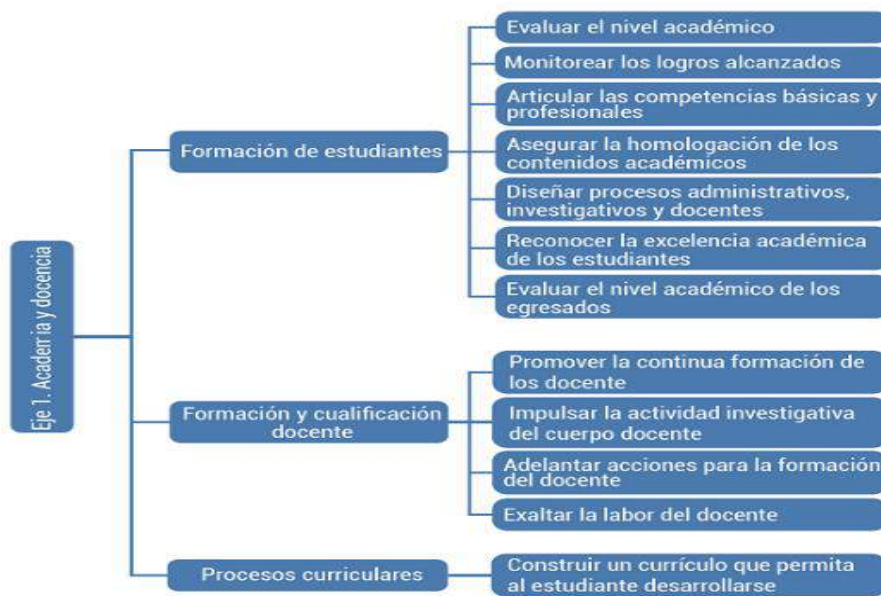 Eje 1. Academia y docencia
Formación de estudiantes
Evaluar el nivel académico
Monitorear los logros alcanzados
Articular las competencias básicas y
profesionales
Asegurar la homologación de los
contenidos académicos
Diseñar procesos administrativos,
investigativos y docentes
Reconocer la excelencia académica
de los estudiantes
Evaluar el nivel académico de los
egresados
Formación y cualificación
docente
Promover la continua formación de
los docente
Impulsar la actividad investigativa
del cuerpo docente
Adelantar acciones para la formación
del docente
Exaltar la labor del docente
Procesos curriculares
Construir un currículo que permita
al estudiante desarrollarse